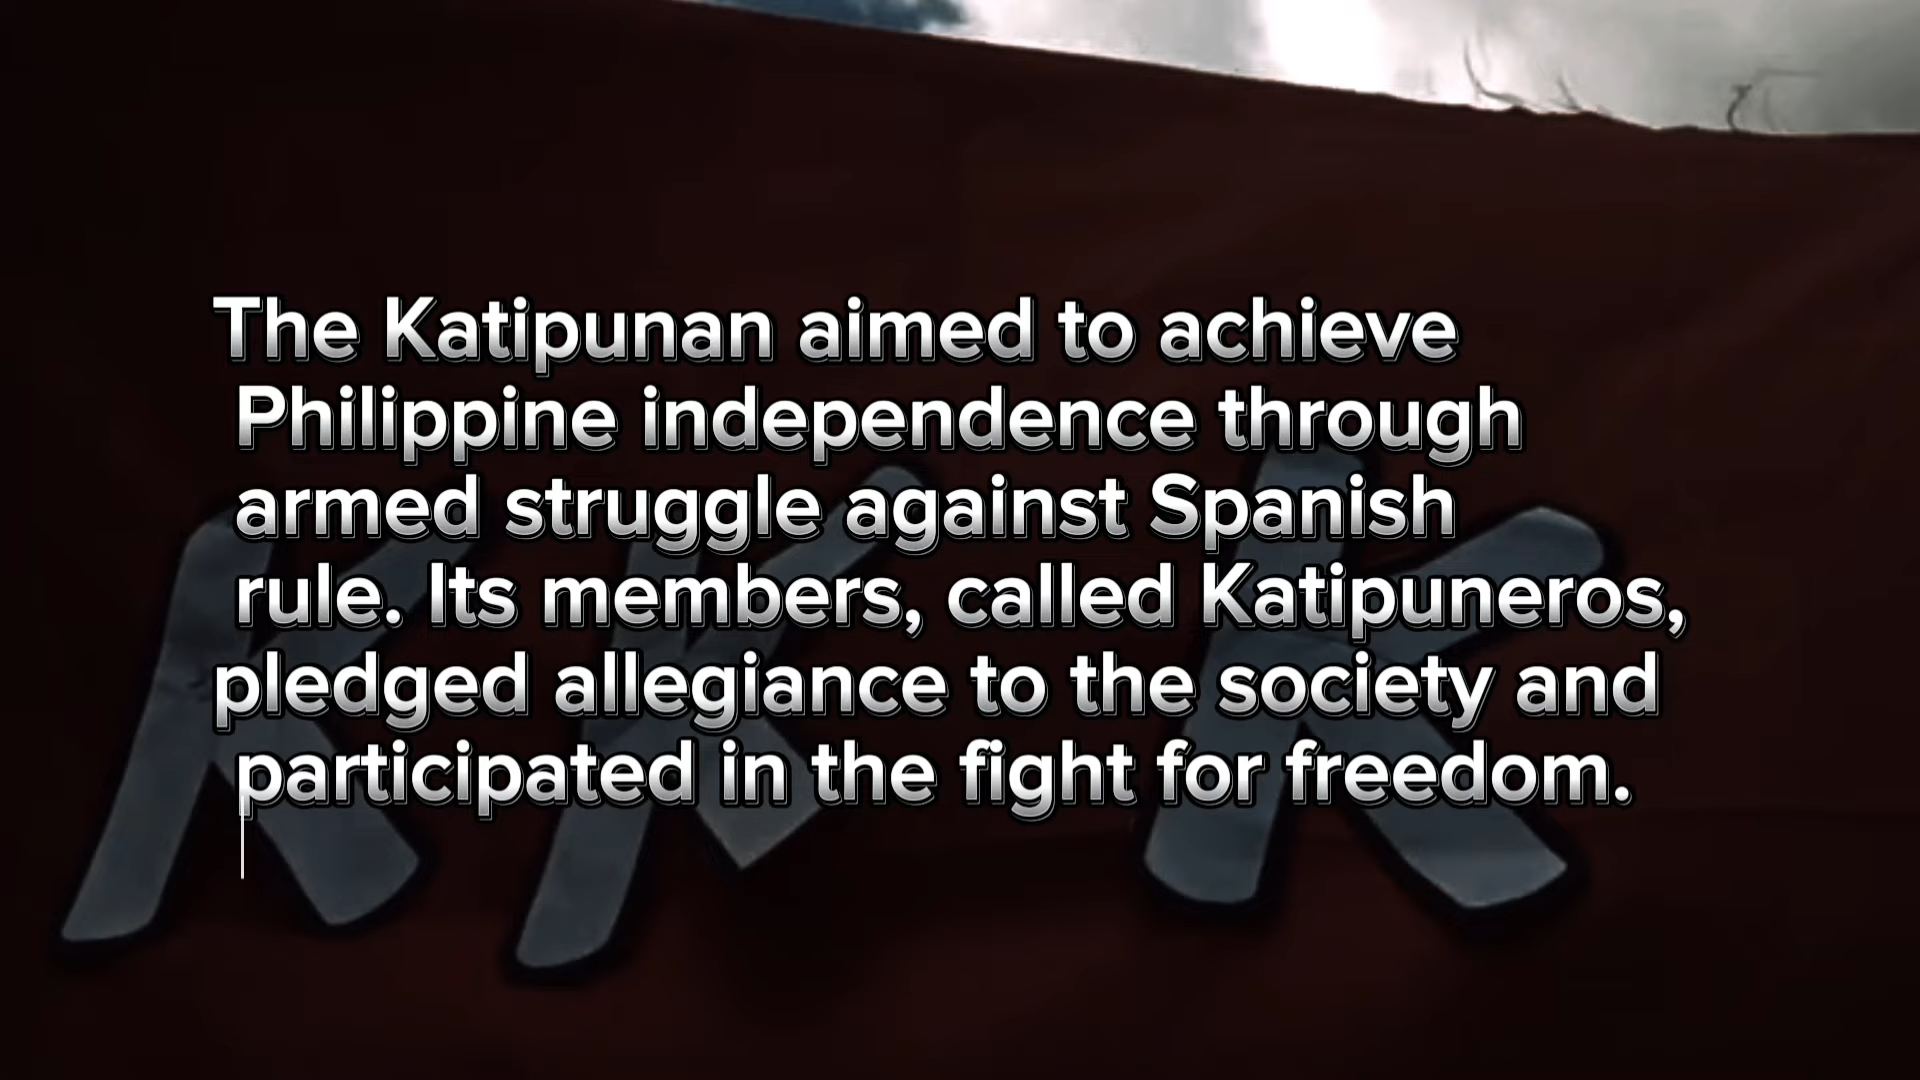 The Katipunan aimed to achieve
Philippine independence through
armed struggle against Spanish
rule. Its members, called Katipuneros,
pledged allegiance to the society and
participated in the fight for freedom.
K K K